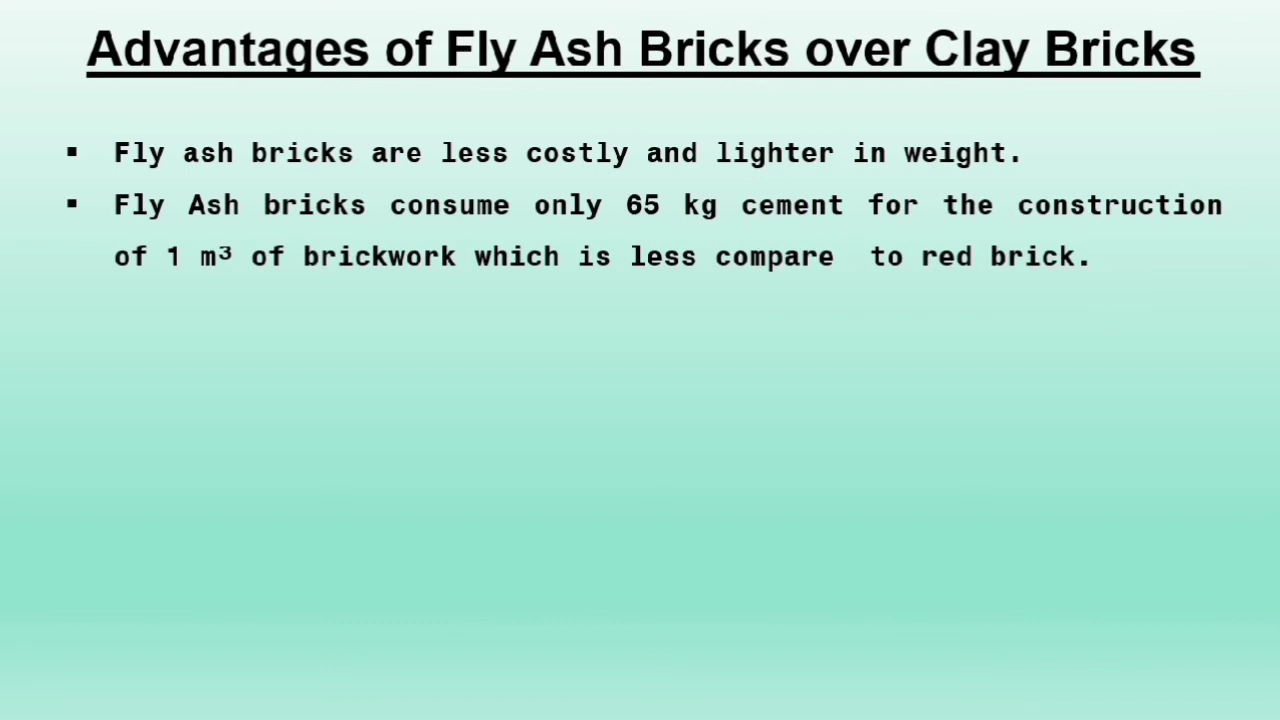 Advantages of Fly Ash Bricks over Clay Bricks
▪ Fly ash bricks are less costly and lighter in weight.
▪ Fly Ash bricks consume only 65 kg cement for the construction
of 1 m³ of brickwork which is less compare to red brick.